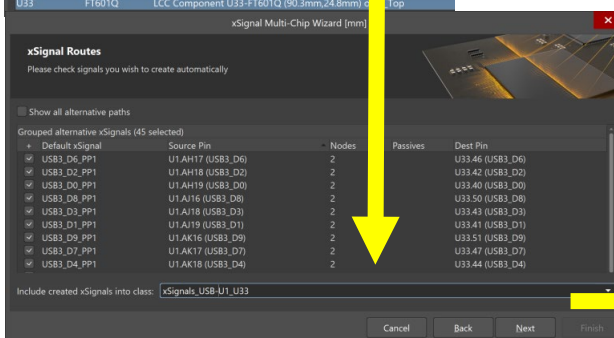 U33 FT601Q LCC Component U33-FT601Q (90.3mm,24.8mm) o Top
xSignal Multi-Chip Wizard [mm]
xSignal Routes
Please check signals you wish to create automatically
Show all alternative paths
Grouped alternative xSignals (45 selected)
+ Default xSignal Source Pin Nodes Passives Dest Pin
USB3_D6_PP1 U1.AH17 (USB3_D6) 2 U33.46 (USB3_D6)
USB3_D2_PP1 U1.AH18 (USB3_D2) 2 U33.42 (USB3_D2)
USB3_D0_PP1 U1.AH19 (USB3_D0) 2 U33.40 (USB3_D0)
USB3_D8_PP1 U1.AJ16 (USB3_D8) 2 U33.50 (USB3_D8)
USB3_D3_PP1 U1.AJ18 (USB3_D3) 2 U33.43 (USB3_D3)
USB3_D1_PP1 U1.AJ19 (USB3_D1) 2 U33.41 (USB3_D1)
USB3_D9_PP1 U1.AK16 (USB3_D9) 2 U33.51 (USB3_D9)
USB3_D7_PP1 U1.AK17 (USB3_D7) 2 U33.47 (USB3_D7)
USB3_D4_PP1 U1.AK18 (USB3_D4) 2 U33.44 (USB3_D4)
Include created xSignals into class: xSignals_USB-U1_U33
Cancel Back Next Finish